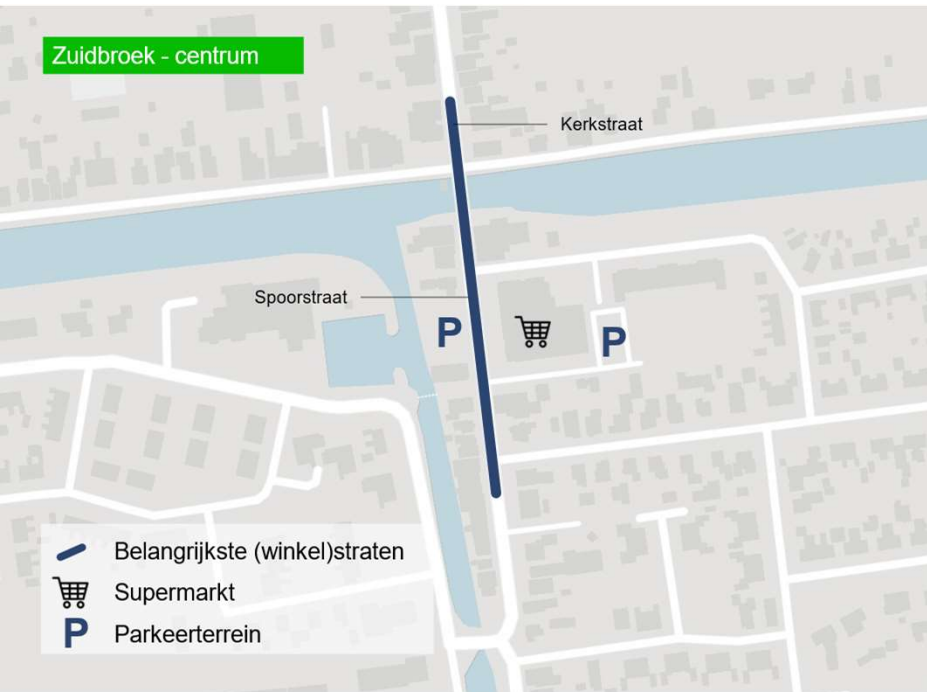 Zuidbroek - centrum
Kerkstraat
Spoorstraat
P
P
Belangrijkste (winkel)straten
Supermarkt
P Parkeerterrein